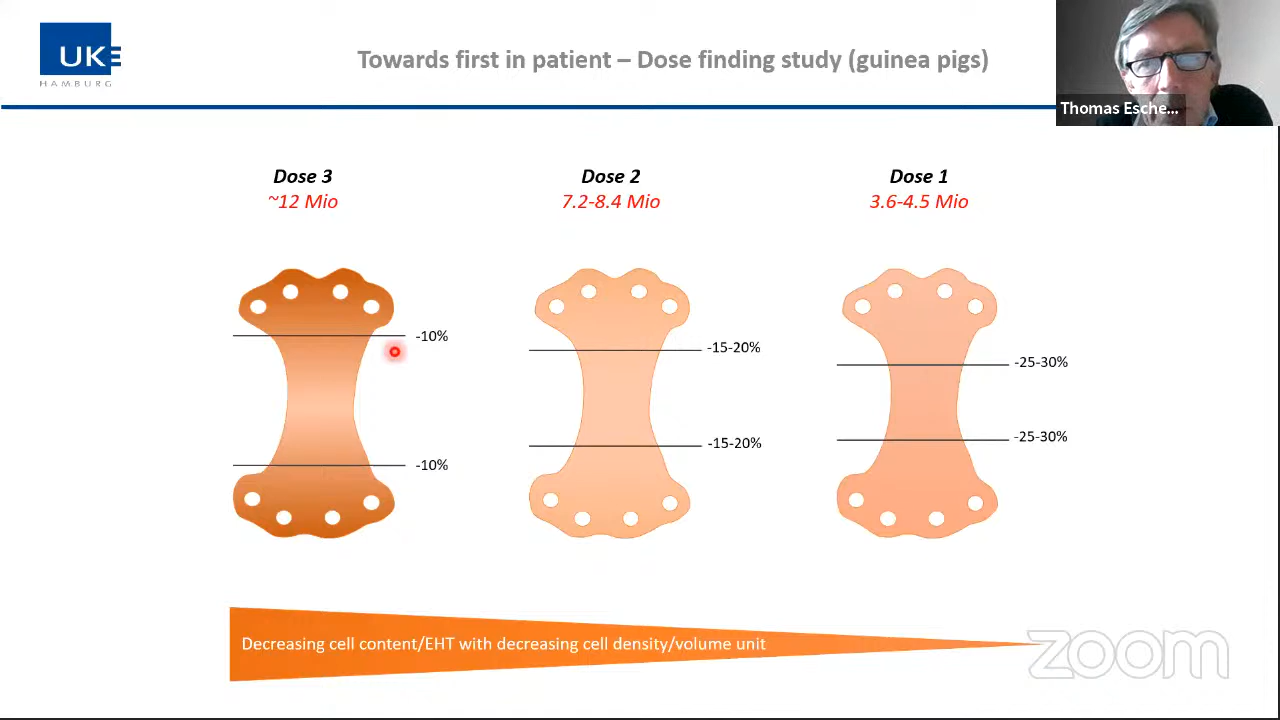 UKE
HAMBURG
Towards first in patient – Dose finding study (guinea pigs)
Thomas Esche...
Dose 3
~12 Mio
Dose 2
7.2-8.4 Mio
Dose 1
3.6-4.5 Mio
-10%
-15-20%
-25-30%
-10%
-15-20%
-25-30%
Decreasing cell content/EHT with decreasing cell density/volume unit
zoom